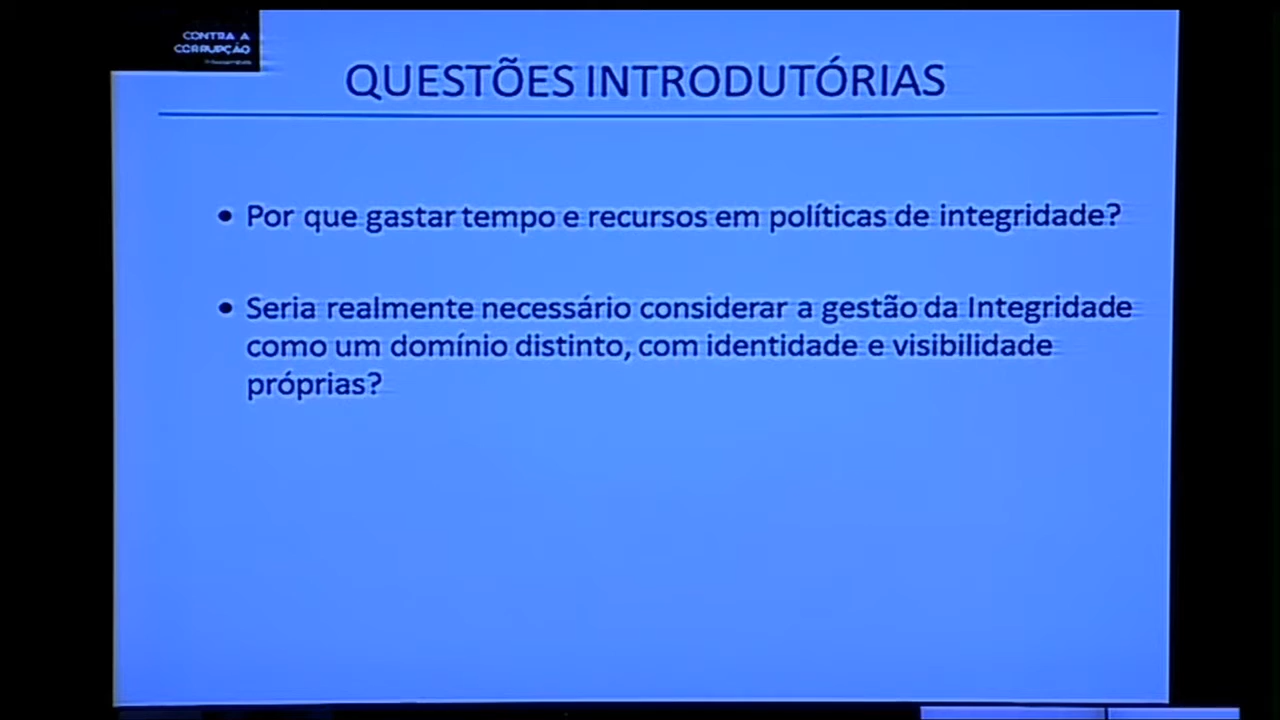 CONTRA A
CORRUPÇÃO
QUESTÕES INTRODUTÓRIAS
• Por que gastar tempo e recursos em políticas de integridade?
• Seria realmente necessário considerar a gestão da Integridade
como um domínio distinto, com identidade e visibilidade
próprias?